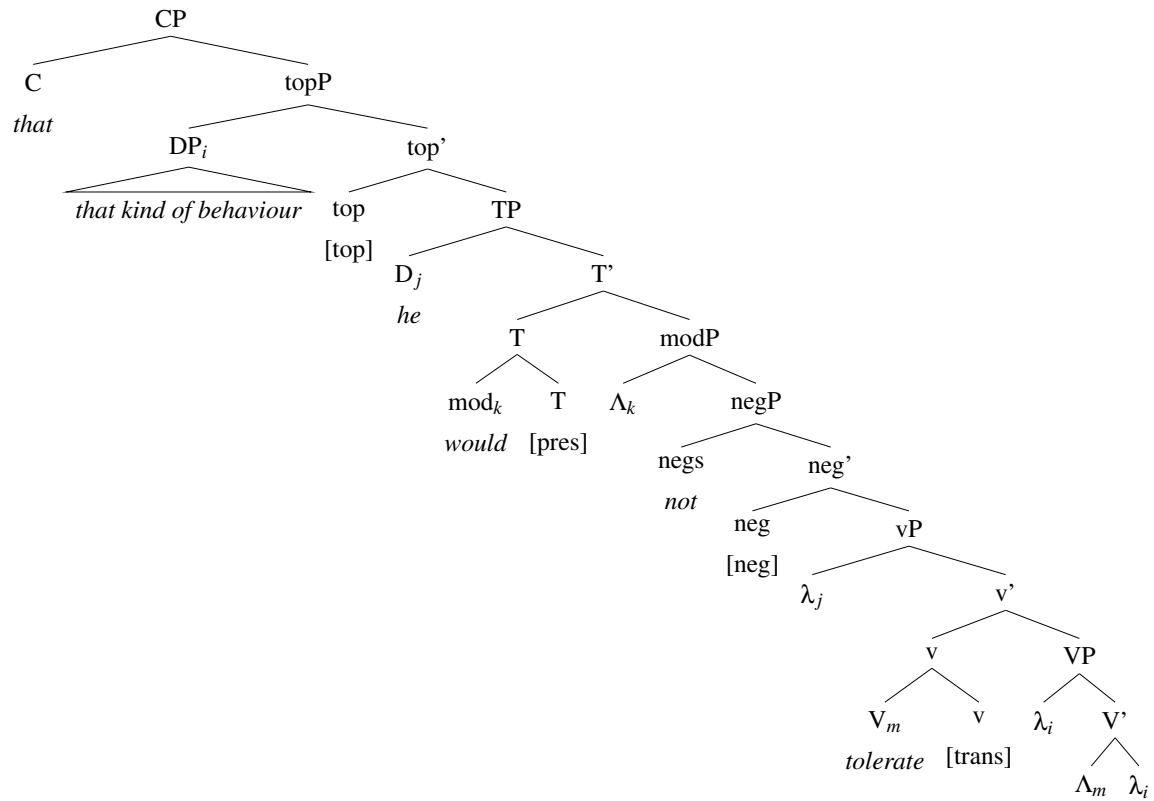 CP
C topP
that
DPi top’
that kind of behaviour top TP
[top]
Dj T’
he
T modP
modk T Λk negP
would [pres]
negs neg’
not
neg vP
[neg]
λj v’
v VP
Vm v λi V’
tolerate [trans]
Λm λi